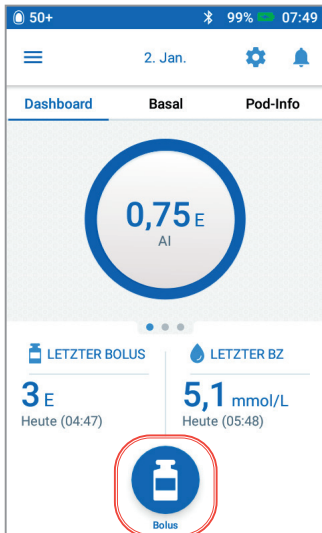 50+ 99% 07:49
2. Jan.
Dashboard Basal Pod-Info
0,75 E
AI
LETZTER BOLUS LETZTER BZ
3 E 5,1 mmol/L
Heute (04:47) Heute (05:48)
Bolus